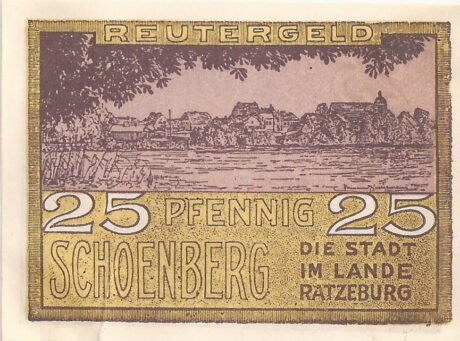 REUTERGELD
25 PFENNIG 25
SCHOENBERG
DIE STADT
IM LANDE
RATZEBURG